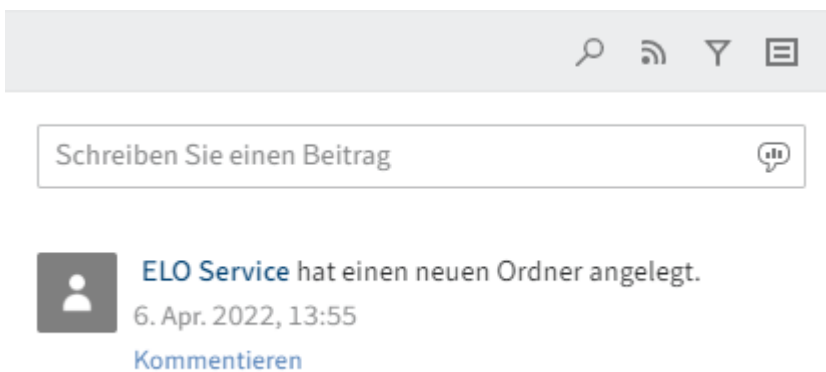 Schreiben Sie einen Beitrag
ELO Service hat einen neuen Ordner angelegt.
6. Apr. 2022, 13:55
Kommentieren